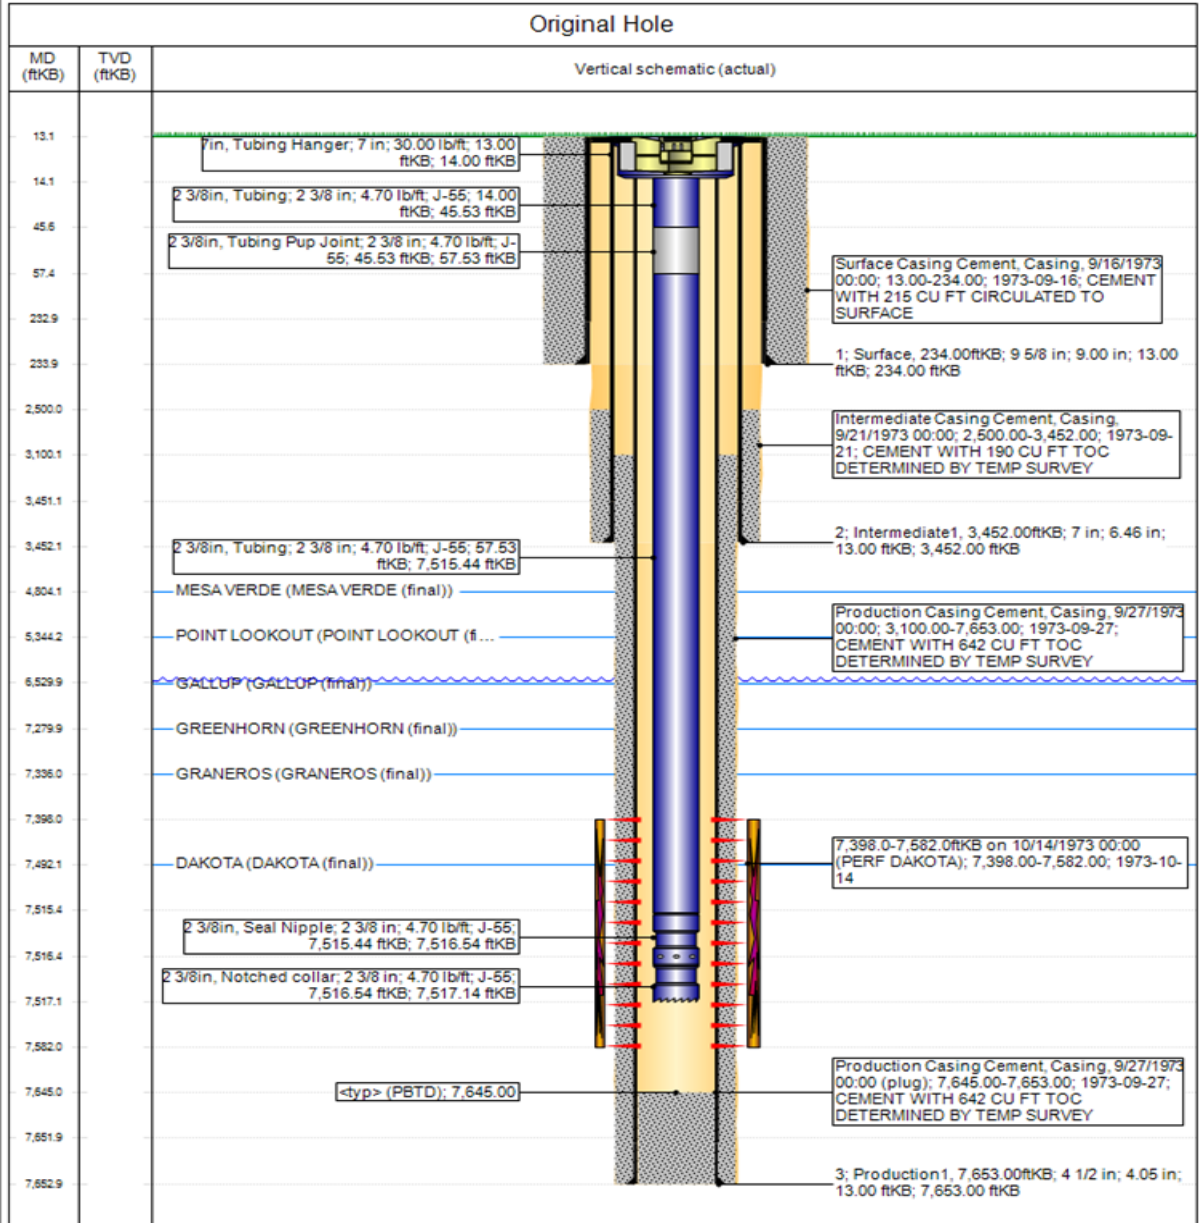 Original Hole
MD
(ftKB)
TVD
(ftKB)
Vertical schematic (actual)
13.1
14.1
45.6
57.4
232.9
233.9
2,500.0
3,100.1
3,451.1
3,452.1
4,804.1
5,344.2
6,529.9
7,279.9
7,336.0
7,398.0
7,492.1
7,515.4
7,516.4
7,517.1
7,582.0
7,645.0
7,651.9
7,652.9
7in, Tubing Hanger; 7 in; 30.00 lb/ft; 13.00
ftKB; 14.00 ftKB
2 3/8in, Tubing; 2 3/8 in; 4.70 lb/ft; J-55; 14.00
ftKB; 45.53 ftKB
2 3/8in, Tubing Pup Joint; 2 3/8 in; 4.70 lb/ft; J-
55; 45.53 ftKB; 57.53 ftKB
Surface Casing Cement, Casing, 9/16/1973
00:00; 13.00-234.00; 1973-09-16; CEMENT
WITH 215 CU FT CIRCULATED TO
SURFACE
1; Surface, 234.00ftKB; 9 5/8 in; 9.00 in; 13.00
ftKB; 234.00 ftKB
Intermediate Casing Cement, Casing,
9/21/1973 00:00; 2,500.00-3,452.00; 1973-09-
21; CEMENT WITH 190 CU FT TOC
DETERMINED BY TEMP SURVEY
2; Intermediate1, 3,452.00ftKB; 7 in; 6.46 in;
13.00 ftKB; 3,452.00 ftKB
2 3/8in, Tubing; 2 3/8 in; 4.70 lb/ft; J-55; 57.53
ftKB; 7,515.44 ftKB
MESA VERDE (MESA VERDE (final))
Production Casing Cement, Casing, 9/27/1973
00:00; 3,100.00-7,653.00; 1973-09-27;
CEMENT WITH 642 CU FT TOC
DETERMINED BY TEMP SURVEY
POINT LOOKOUT (POINT LOOKOUT (fi...
GALLUP (GALLUP (final))
GREENHORN (GREENHORN (final))
GRANEROS (GRANEROS (final))
7,398.0-7,582.0ftKB on 10/14/1973 00:00
(PERF DAKOTA); 7,398.00-7,582.00; 1973-10-
14
DAKOTA (DAKOTA (final))
2 3/8in, Seal Nipple; 2 3/8 in; 4.70 lb/ft; J-55;
7,515.44 ftKB; 7,516.54 ftKB
2 3/8in, Notched collar; 2 3/8 in; 4.70 lb/ft; J-55;
7,516.54 ftKB; 7,517.14 ftKB
<typ> (PBTD); 7,645.00
Production Casing Cement, Casing, 9/27/1973
00:00 (plug); 7,645.00-7,653.00; 1973-09-27;
CEMENT WITH 642 CU FT TOC
DETERMINED BY TEMP SURVEY
3; Production1, 7,653.00ftKB; 4 1/2 in; 4.05 in;
13.00 ftKB; 7,653.00 ftKB